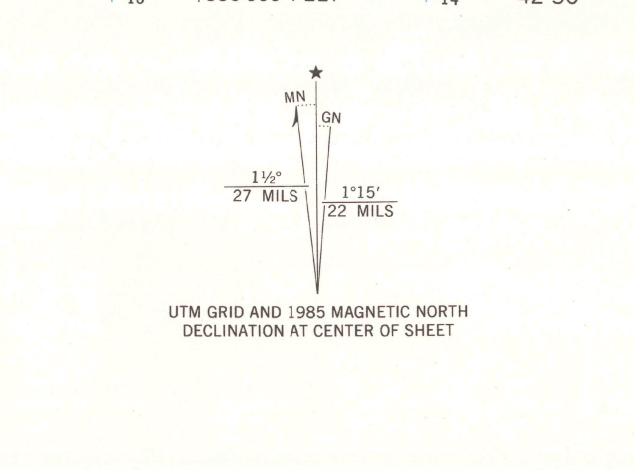 MN
GN
1½°
27 MILS
1°15′
22 MILS
UTM GRID AND 1985 MAGNETIC NORTH
DECLINATION AT CENTER OF SHEET